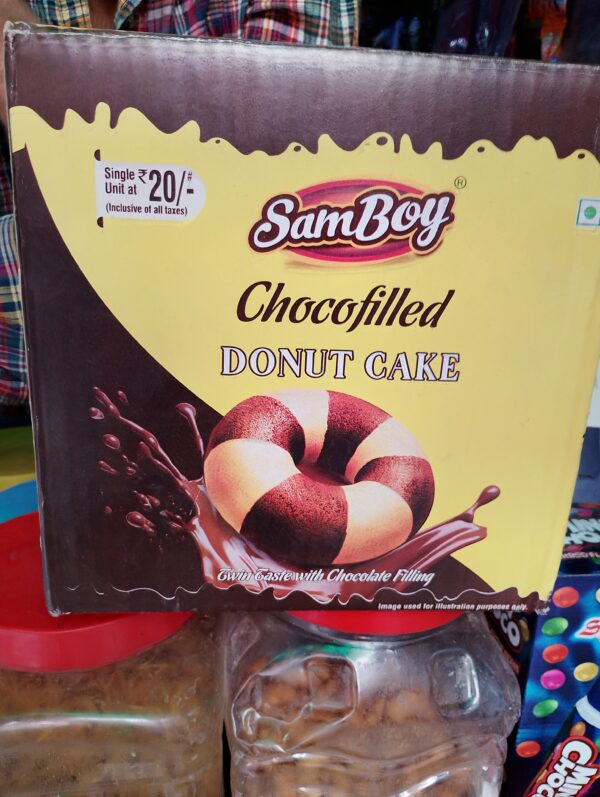 Single ₹20/-#
Unit at
(Inclusive of all taxes)
SamBoy®
Chocofilled
DONUT CAKE
Twin Taste with Chocolate Filling
Image used for illustration purposes only.